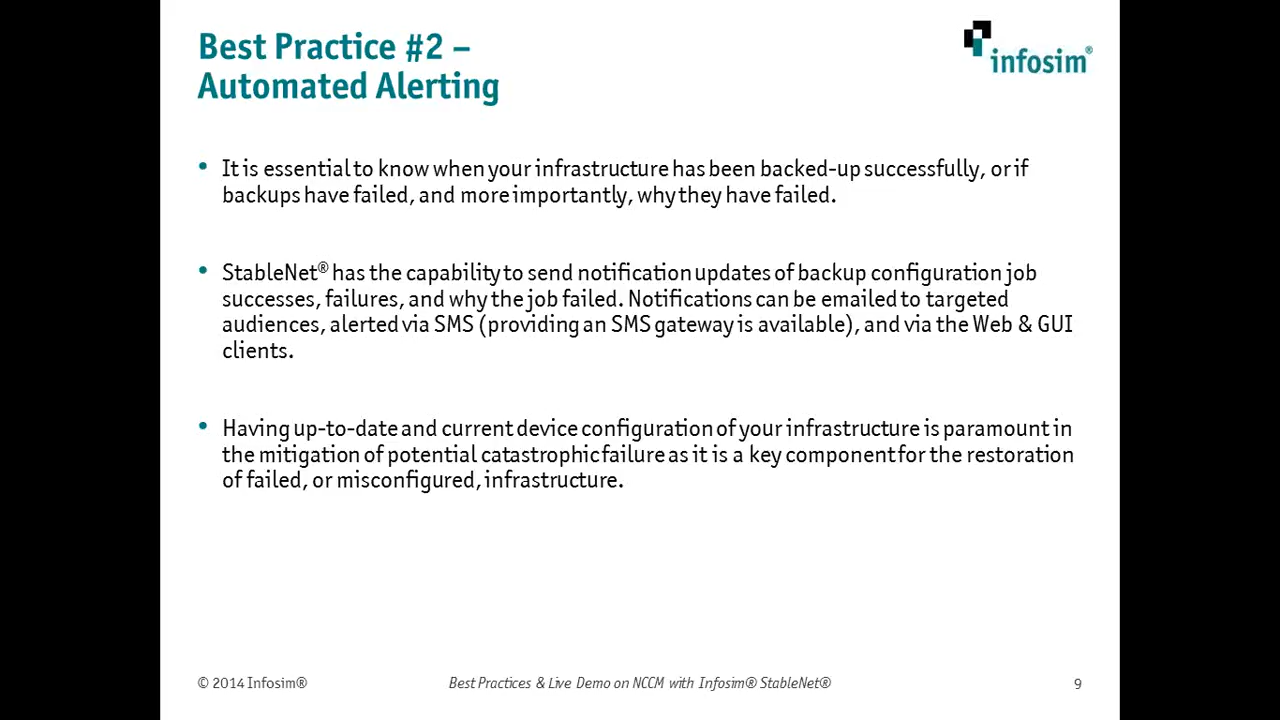 Best Practice #2 –
Automated Alerting
infosim®
• It is essential to know when your infrastructure has been backed-up successfully, or if
backups have failed, and more importantly, why they have failed.
• StableNet® has the capability to send notification updates of backup configuration job
successes, failures, and why the job failed. Notifications can be emailed to targeted
audiences, alerted via SMS (providing an SMS gateway is available), and via the Web & GUI
clients.
• Having up-to-date and current device configuration of your infrastructure is paramount in
the mitigation of potential catastrophic failure as it is a key component for the restoration
of failed, or misconfigured, infrastructure.
© 2014 Infosim®
Best Practices & Live Demo on NCCM with Infosim® StableNet®
9